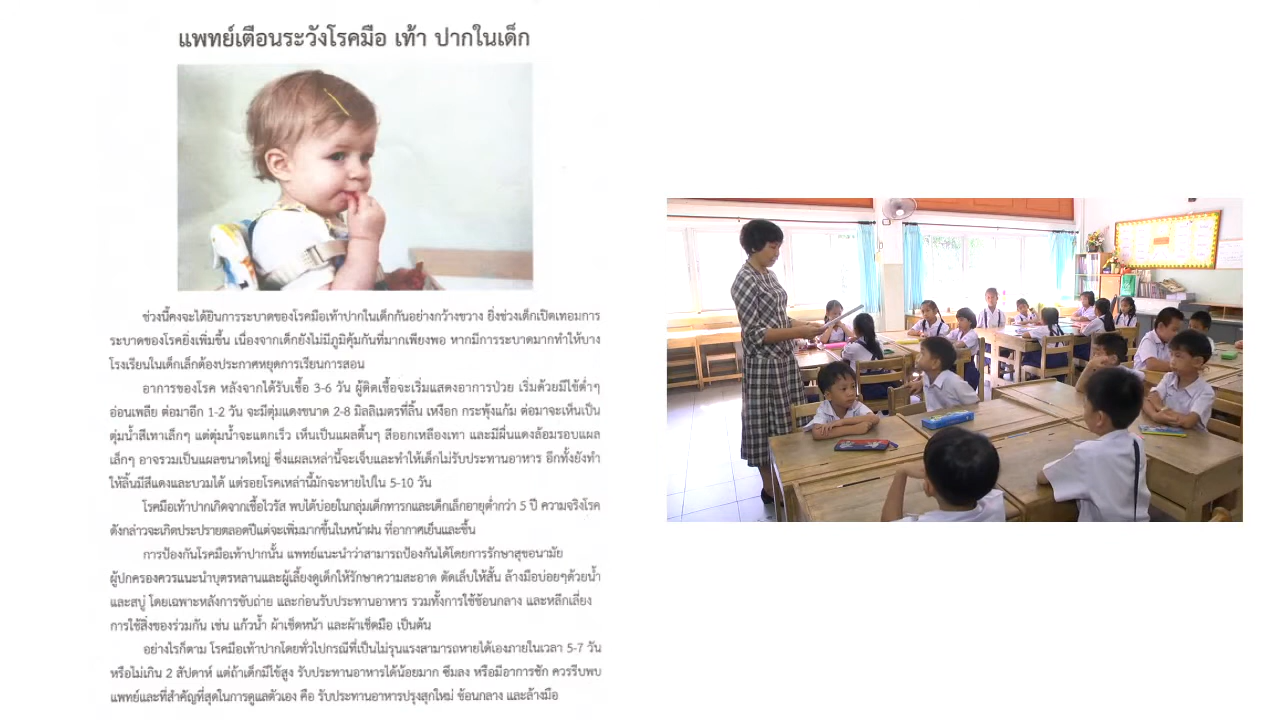 แพทย์เตือนระวังโรคมือ เท้า ปากในเด็ก
ช่วงนี้คงจะได้ยินการระบาดของโรคมือเท้าปากในเด็กกันอย่างกว้างขวาง ยิ่งช่วงเด็กเปิดเทอมการ
ระบาดของโรคยิ่งเพิ่มขึ้น เนื่องจากเด็กยังไม่มีภูมิคุ้มกันที่มากเพียงพอ หากมีการระบาดมากทำให้บาง
โรงเรียนในเด็กเล็กต้องประกาศหยุดการเรียนการสอน
อาการของโรค หลังจากได้รับเชื้อ 3-6 วัน ผู้ติดเชื้อจะเริ่มแสดงอาการป่วย เริ่มด้วยมีไข้ต่ำๆ
อ่อนเพลีย ต่อมาอีก 1-2 วัน จะมีตุ่มแดงขนาด 2-8 มิลลิเมตรที่ลิ้น เหงือก กระพุ้งแก้ม ต่อมาจะเห็นเป็น
ตุ่มน้ำสีเทาเล็กๆ แต่ตุ่มน้ำจะแตกเร็ว เห็นเป็นแผลตื้นๆ สีออกเหลืองเทา และมีผื่นแดงล้อมรอบแผล
เล็กๆ อาจรวมเป็นแผลขนาดใหญ่ ซึ่งแผลเหล่านี้จะเจ็บและทำให้เด็กไม่รับประทานอาหาร อีกทั้งยังทำ
ให้ลิ้นมีสีแดงและบวมได้ แต่รอยโรคเหล่านี้มักจะหายไปใน 5-10 วัน
โรคมือเท้าปากเกิดจากเชื้อไวรัส พบได้บ่อยในกลุ่มเด็กทารกและเด็กเล็กอายุต่ำกว่า 5 ปี ความจริงโรค
ดังกล่าวจะเกิดประปรายตลอดปีแต่จะเพิ่มมากขึ้นในหน้าฝน ที่อากาศเย็นและชื้น
การป้องกันโรคมือเท้าปากนั้น แพทย์แนะนำว่าสามารถป้องกันได้โดยการรักษาสุขอนามัย
ผู้ปกครองควรแนะนำบุตรหลานและผู้เลี้ยงดูเด็กให้รักษาความสะอาด ตัดเล็บให้สั้น ล้างมือบ่อยๆด้วยน้ำ
และสบู่ โดยเฉพาะหลังการขับถ่าย และก่อนรับประทานอาหาร รวมทั้งการใช้ช้อนกลาง และหลีกเลี่ยง
การใช้สิ่งของร่วมกัน เช่น แก้วน้ำ ผ้าเช็ดหน้า และผ้าเช็ดมือ เป็นต้น
อย่างไรก็ตาม โรคมือเท้าปากโดยทั่วไปกรณีที่เป็นไม่รุนแรงสามารถหายได้เองภายในเวลา 5-7 วัน
หรือไม่เกิน 2 สัปดาห์ แต่ถ้าเด็กมีไข้สูง รับประทานอาหารได้น้อยมาก ซึมลง หรือมีอาการชัก ควรรีบพบ
แพทย์และที่สำคัญที่สุดในการดูแลตัวเอง คือ รับประทานอาหารปรุงสุกใหม่ ช้อนกลาง และล้างมือ